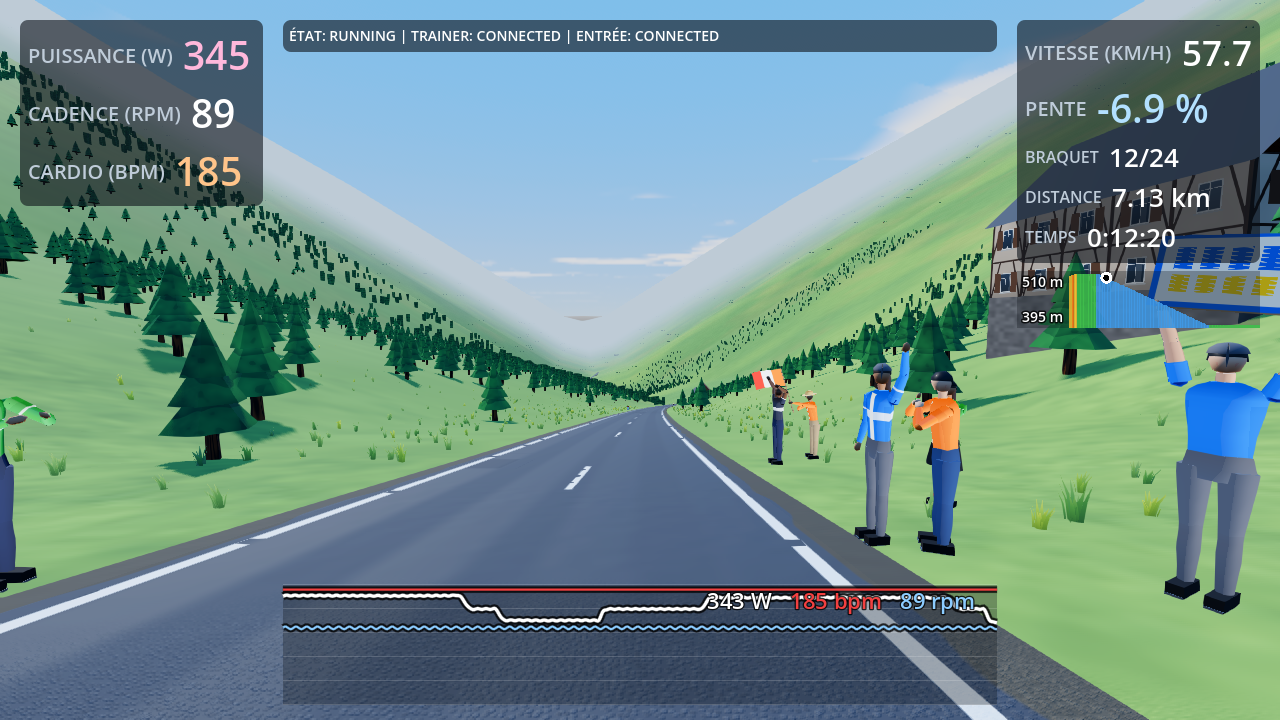 PUISSANCE (W) 345
CADENCE (RPM) 89
CARDIO (BPM) 185
ÉTAT: RUNNING | TRAINER: CONNECTED | ENTRÉE: CONNECTED
VITESSE (KM/H) 57.7
PENTE -6.9 %
BRAQUET 12/24
DISTANCE 7.13 km
TEMPS 0:12:20
510 m
395 m
343 W 185 bpm 89 rpm